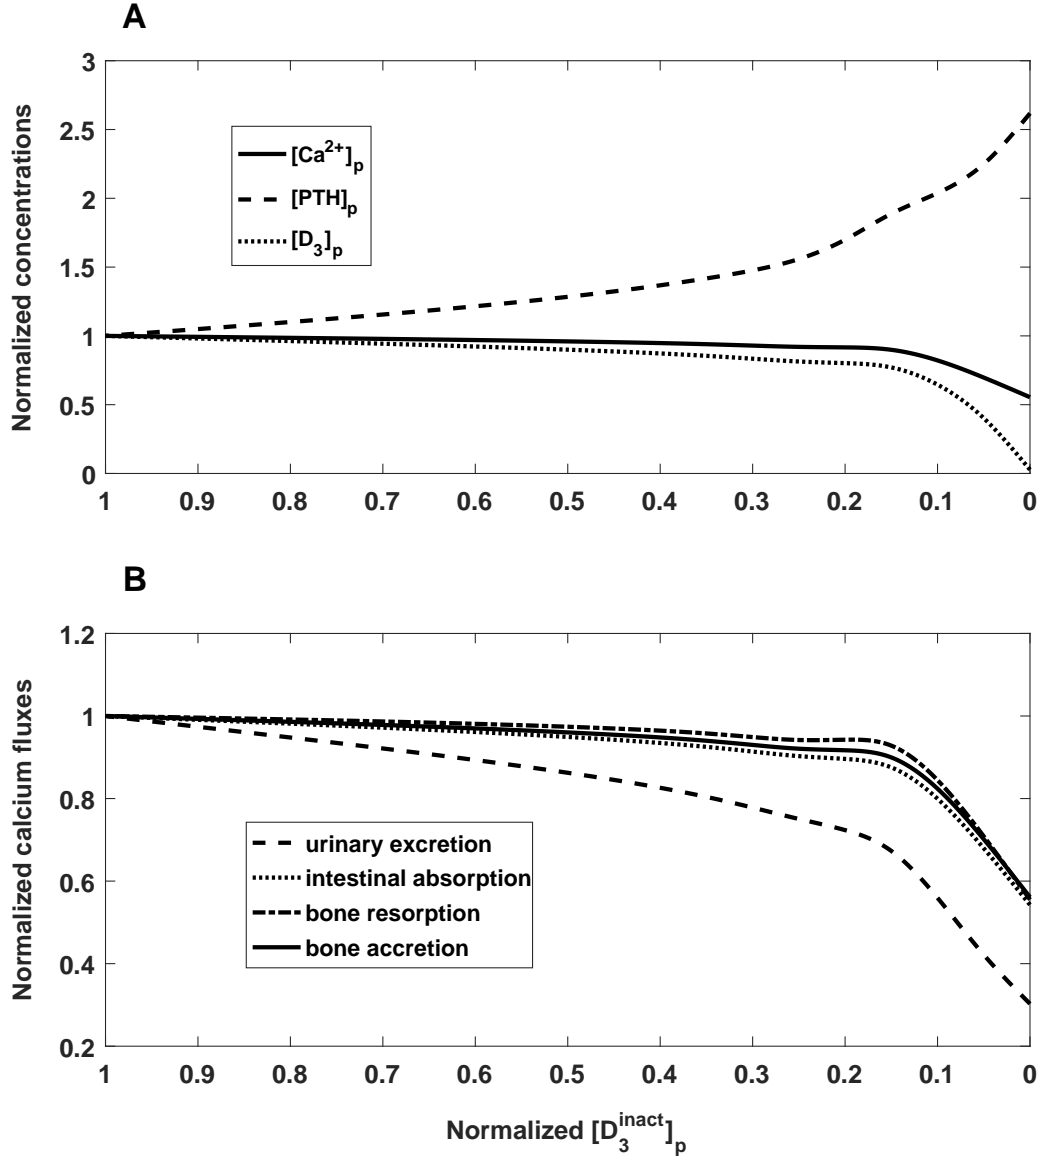 A
3
2.5
2
1.5
1
0.5
0
Normalized concentrations
[Ca2+]p
[PTH]p
[D3]p
1 0.9 0.8 0.7 0.6 0.5 0.4 0.3 0.2 0.1 0
B
1.2
1
0.8
0.6
0.4
0.2
Normalized calcium fluxes
urinary excretion
intestinal absorption
bone resorption
bone accretion
1 0.9 0.8 0.7 0.6 0.5 0.4 0.3 0.2 0.1 0
Normalized [D3inact]p